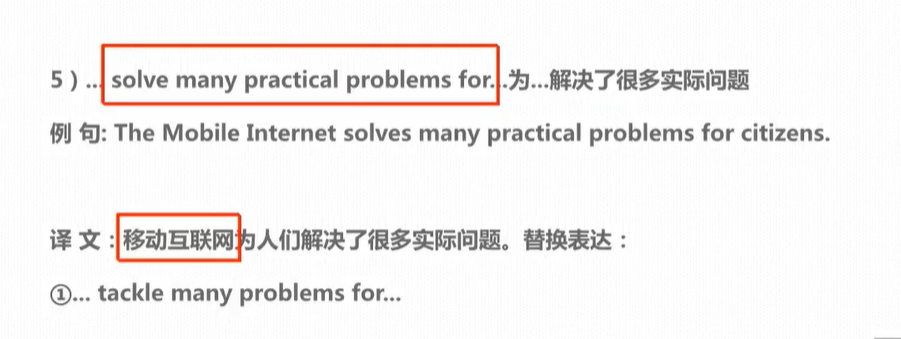 5）... solve many practical problems for...为...解决了很多实际问题
例 句: The Mobile Internet solves many practical problems for citizens.
译 文：移动互联网为人们解决了很多实际问题。替换表达：
①... tackle many problems for...